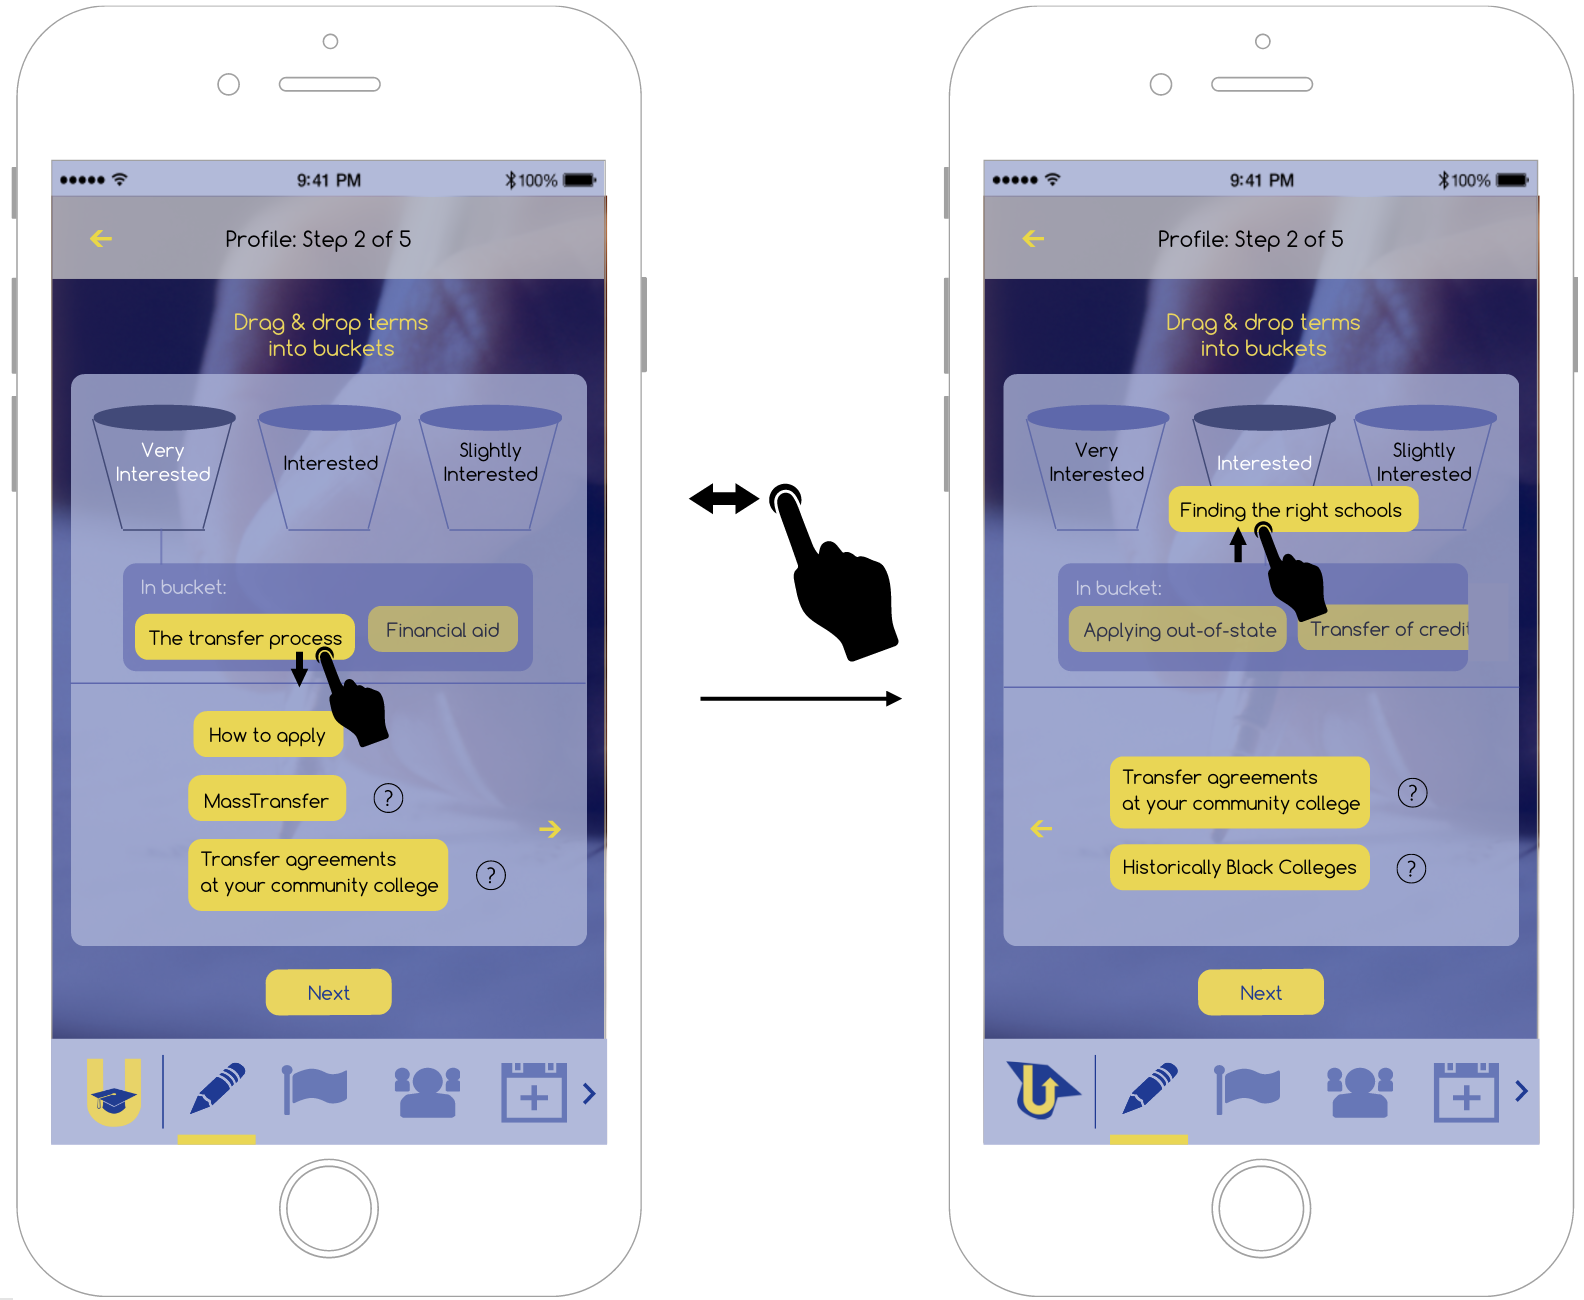 9:41 PM
100%
Profile: Step 2 of 5
Drag & drop terms
into buckets
Very
Interested
Interested
Slightly
Interested
In bucket:
The transfer process
Financial aid
How to apply
MassTransfer
?
Transfer agreements
at your community college
?
Next
U
9:41 PM
100%
Profile: Step 2 of 5
Drag & drop terms
into buckets
Very
Interested
Interested
Slightly
Interested
Finding the right schools
In bucket:
Applying out-of-state
Transfer of credit
Transfer agreements
at your community college
?
Historically Black Colleges
?
Next
U